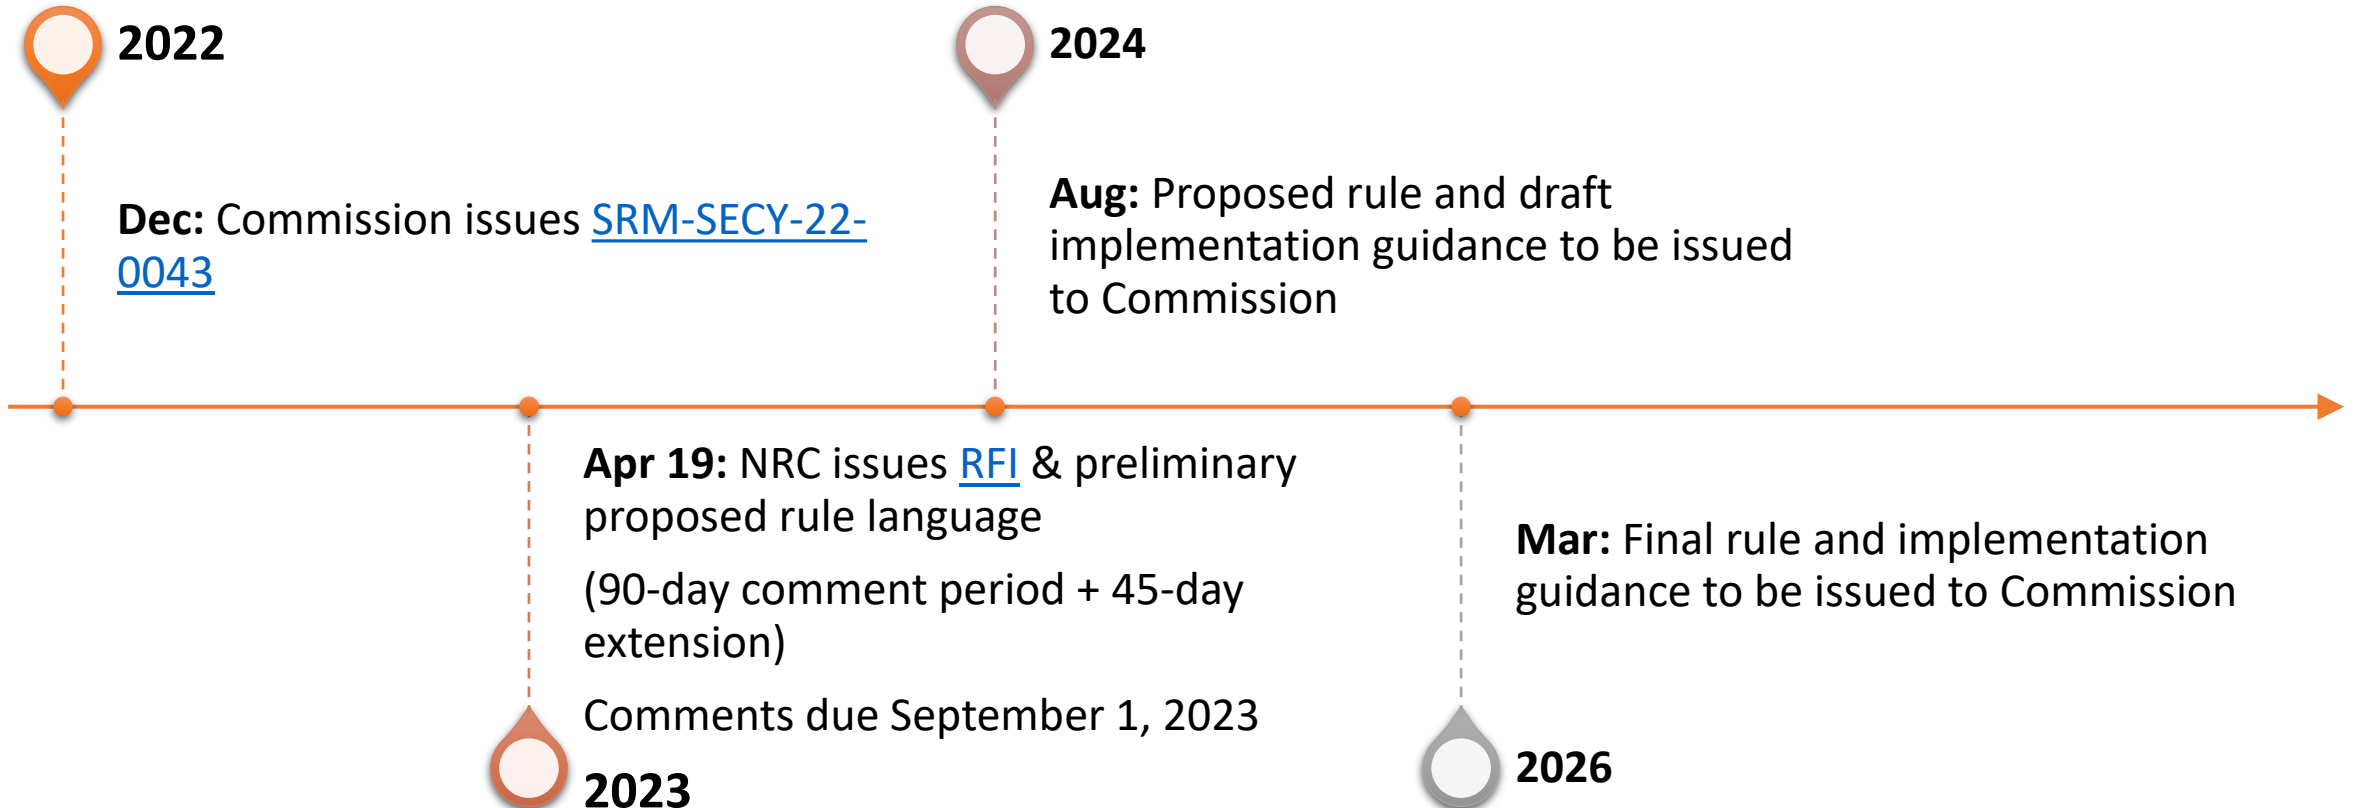 2022
Dec: Commission issues SRM-SECY-22-
0043
2024
Aug: Proposed rule and draft
implementation guidance to be issued
to Commission
Apr 19: NRC issues RFI & preliminary
proposed rule language
(90-day comment period + 45-day
extension)
Comments due September 1, 2023
2023
Mar: Final rule and implementation
guidance to be issued to Commission
2026